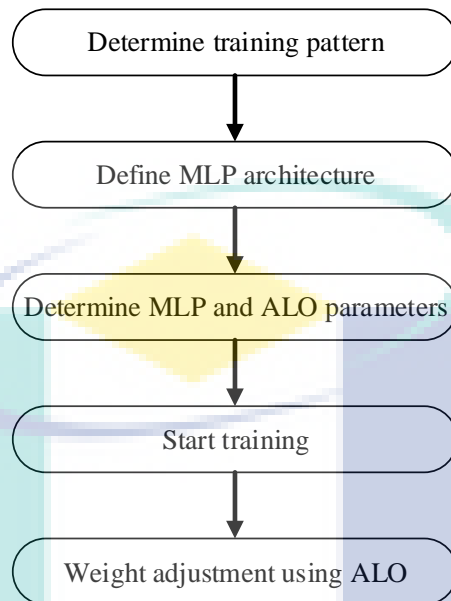 Determine training pattern
Define MLP architecture
Determine MLP and ALO parameters
Start training
Weight adjustment using ALO